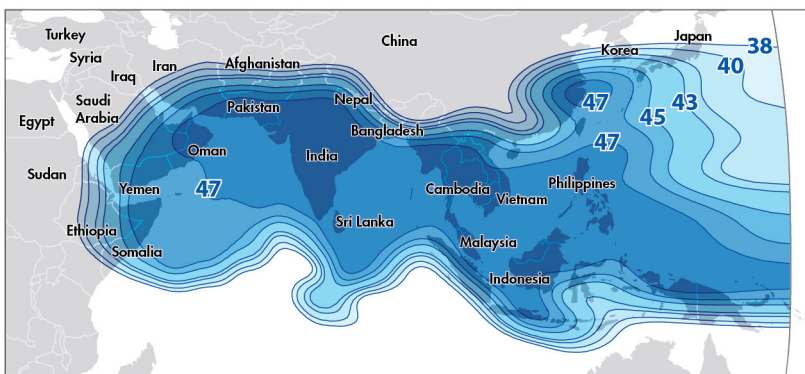 Turkey
China
Japan
38
Syria
Korea
40
Iran
Afghanistan
Iraq
Saudi
Arabia
Pakistan
Nepal
47
43
45
Egypt
Bangladesh
47
Oman
India
Sudan
Yemen
47
Cambodia
Philippines
Vietnam
Sri Lanka
Ethiopia
Somalia
Malaysia
Indonesia